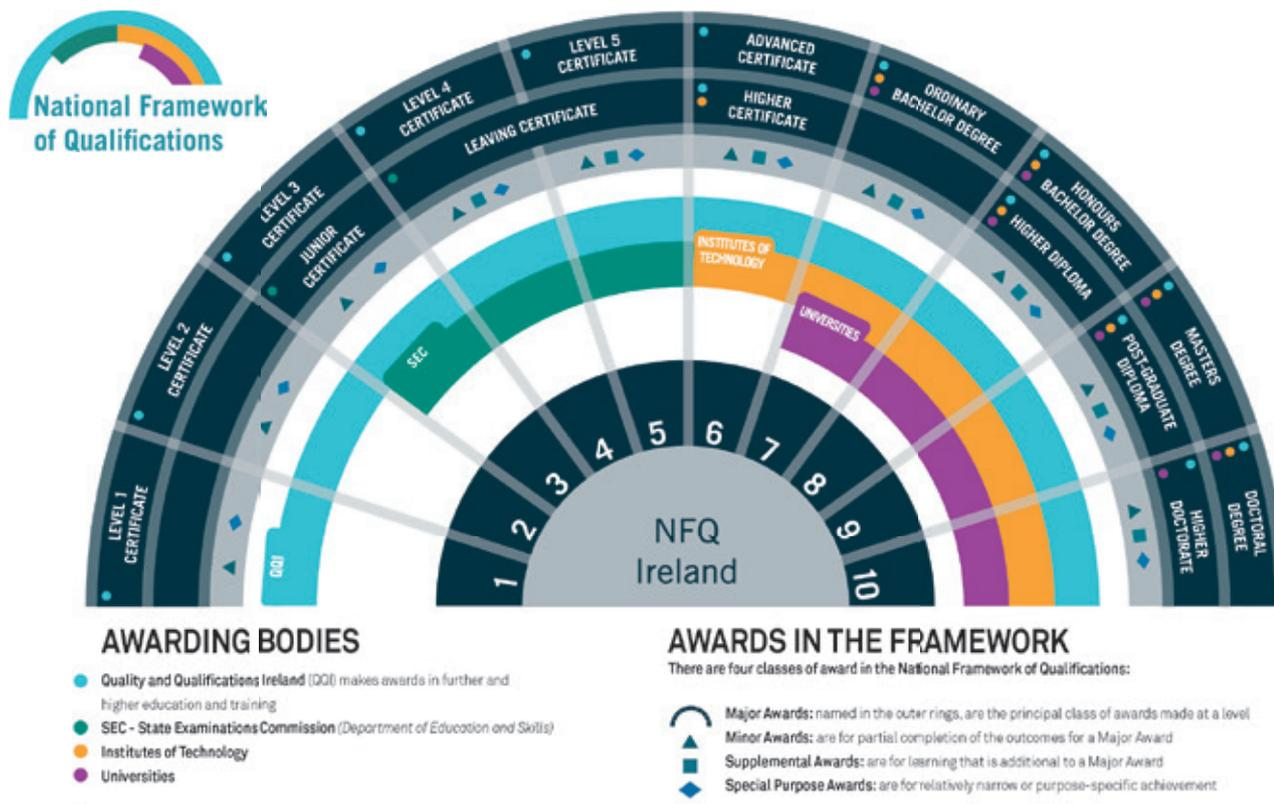 National Framework
of Qualifications
LEVEL 1
CERTIFICATE
LEVEL 2
CERTIFICATE
LEVEL 3
CERTIFICATE
JUNIOR
CERTIFICATE
LEVEL 4
CERTIFICATE
LEVEL 5
CERTIFICATE
LEAVING CERTIFICATE
ADVANCED
CERTIFICATE
HIGHER
CERTIFICATE
ORDINARY
BACHELOR DEGREE
HONOURS
BACHELOR DEGREE
HIGHER DIPLOMA
MASTERS
DEGREE
POST-GRADUATE
DIPLOMA
DOCTORAL
DEGREE
HIGHER
DOCTORATE
QQI
SEC
INSTITUTES OF
TECHNOLOGY
UNIVERSITIES
1
2
3
4
5
6
7
8
9
10
NFQ
Ireland
AWARDING BODIES
Quality and Qualifications Ireland (QQI) makes awards in further and
higher education and training
SEC - State Examinations Commission (Department of Education and Skills)
Institutes of Technology
Universities
AWARDS IN THE FRAMEWORK
There are four classes of award in the National Framework of Qualifications:
Major Awards: named in the outer rings, are the principal class of awards made at a level
Minor Awards: are for partial completion of the outcomes for a Major Award
Supplemental Awards: are for learning that is additional to a Major Award
Special Purpose Awards: are for relatively narrow or purpose-specific achievement